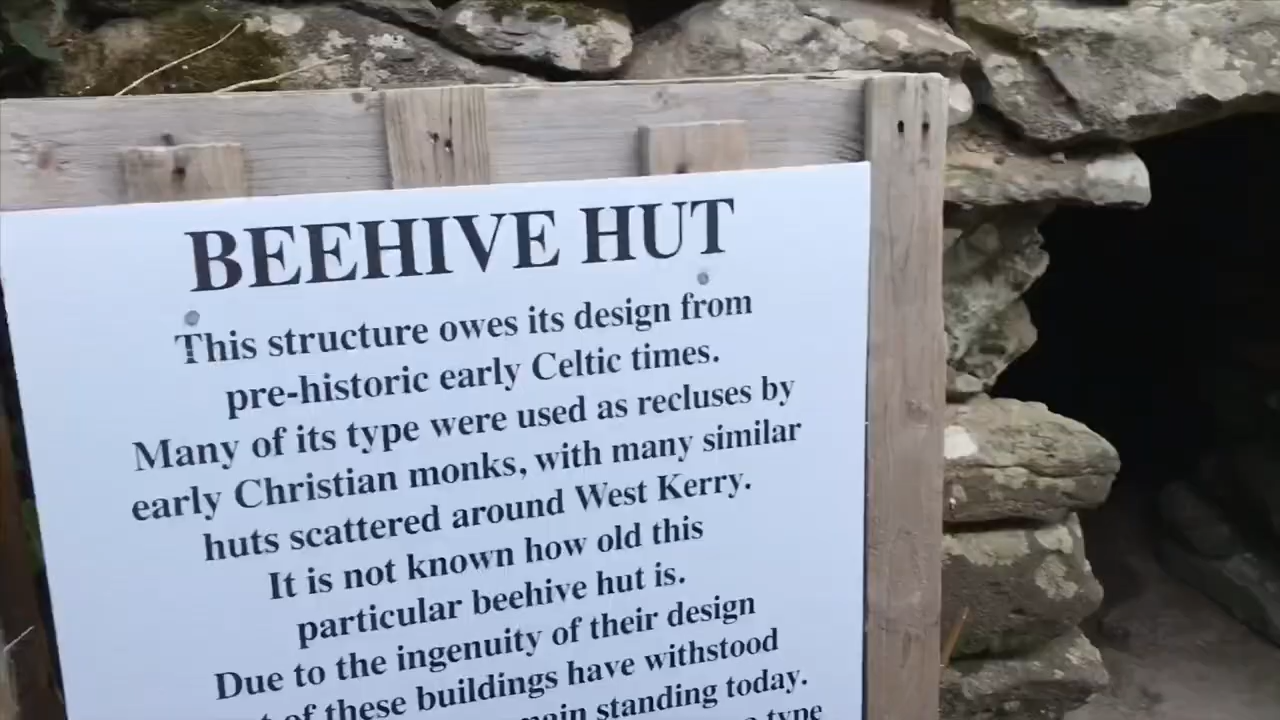 BEEHIVE HUT
This structure owes its design from
pre-historic early Celtic times.
Many of its type were used as recluses by
early Christian monks, with many similar
huts scattered around West Kerry.
It is not known how old this
particular beehive hut is.
Due to the ingenuity of their design
of these buildings have withstood
standing today.
type